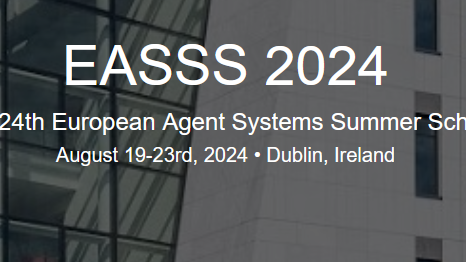 EASSS 2024
24th European Agent Systems Summer Sch
August 19-23rd, 2024 • Dublin, Ireland